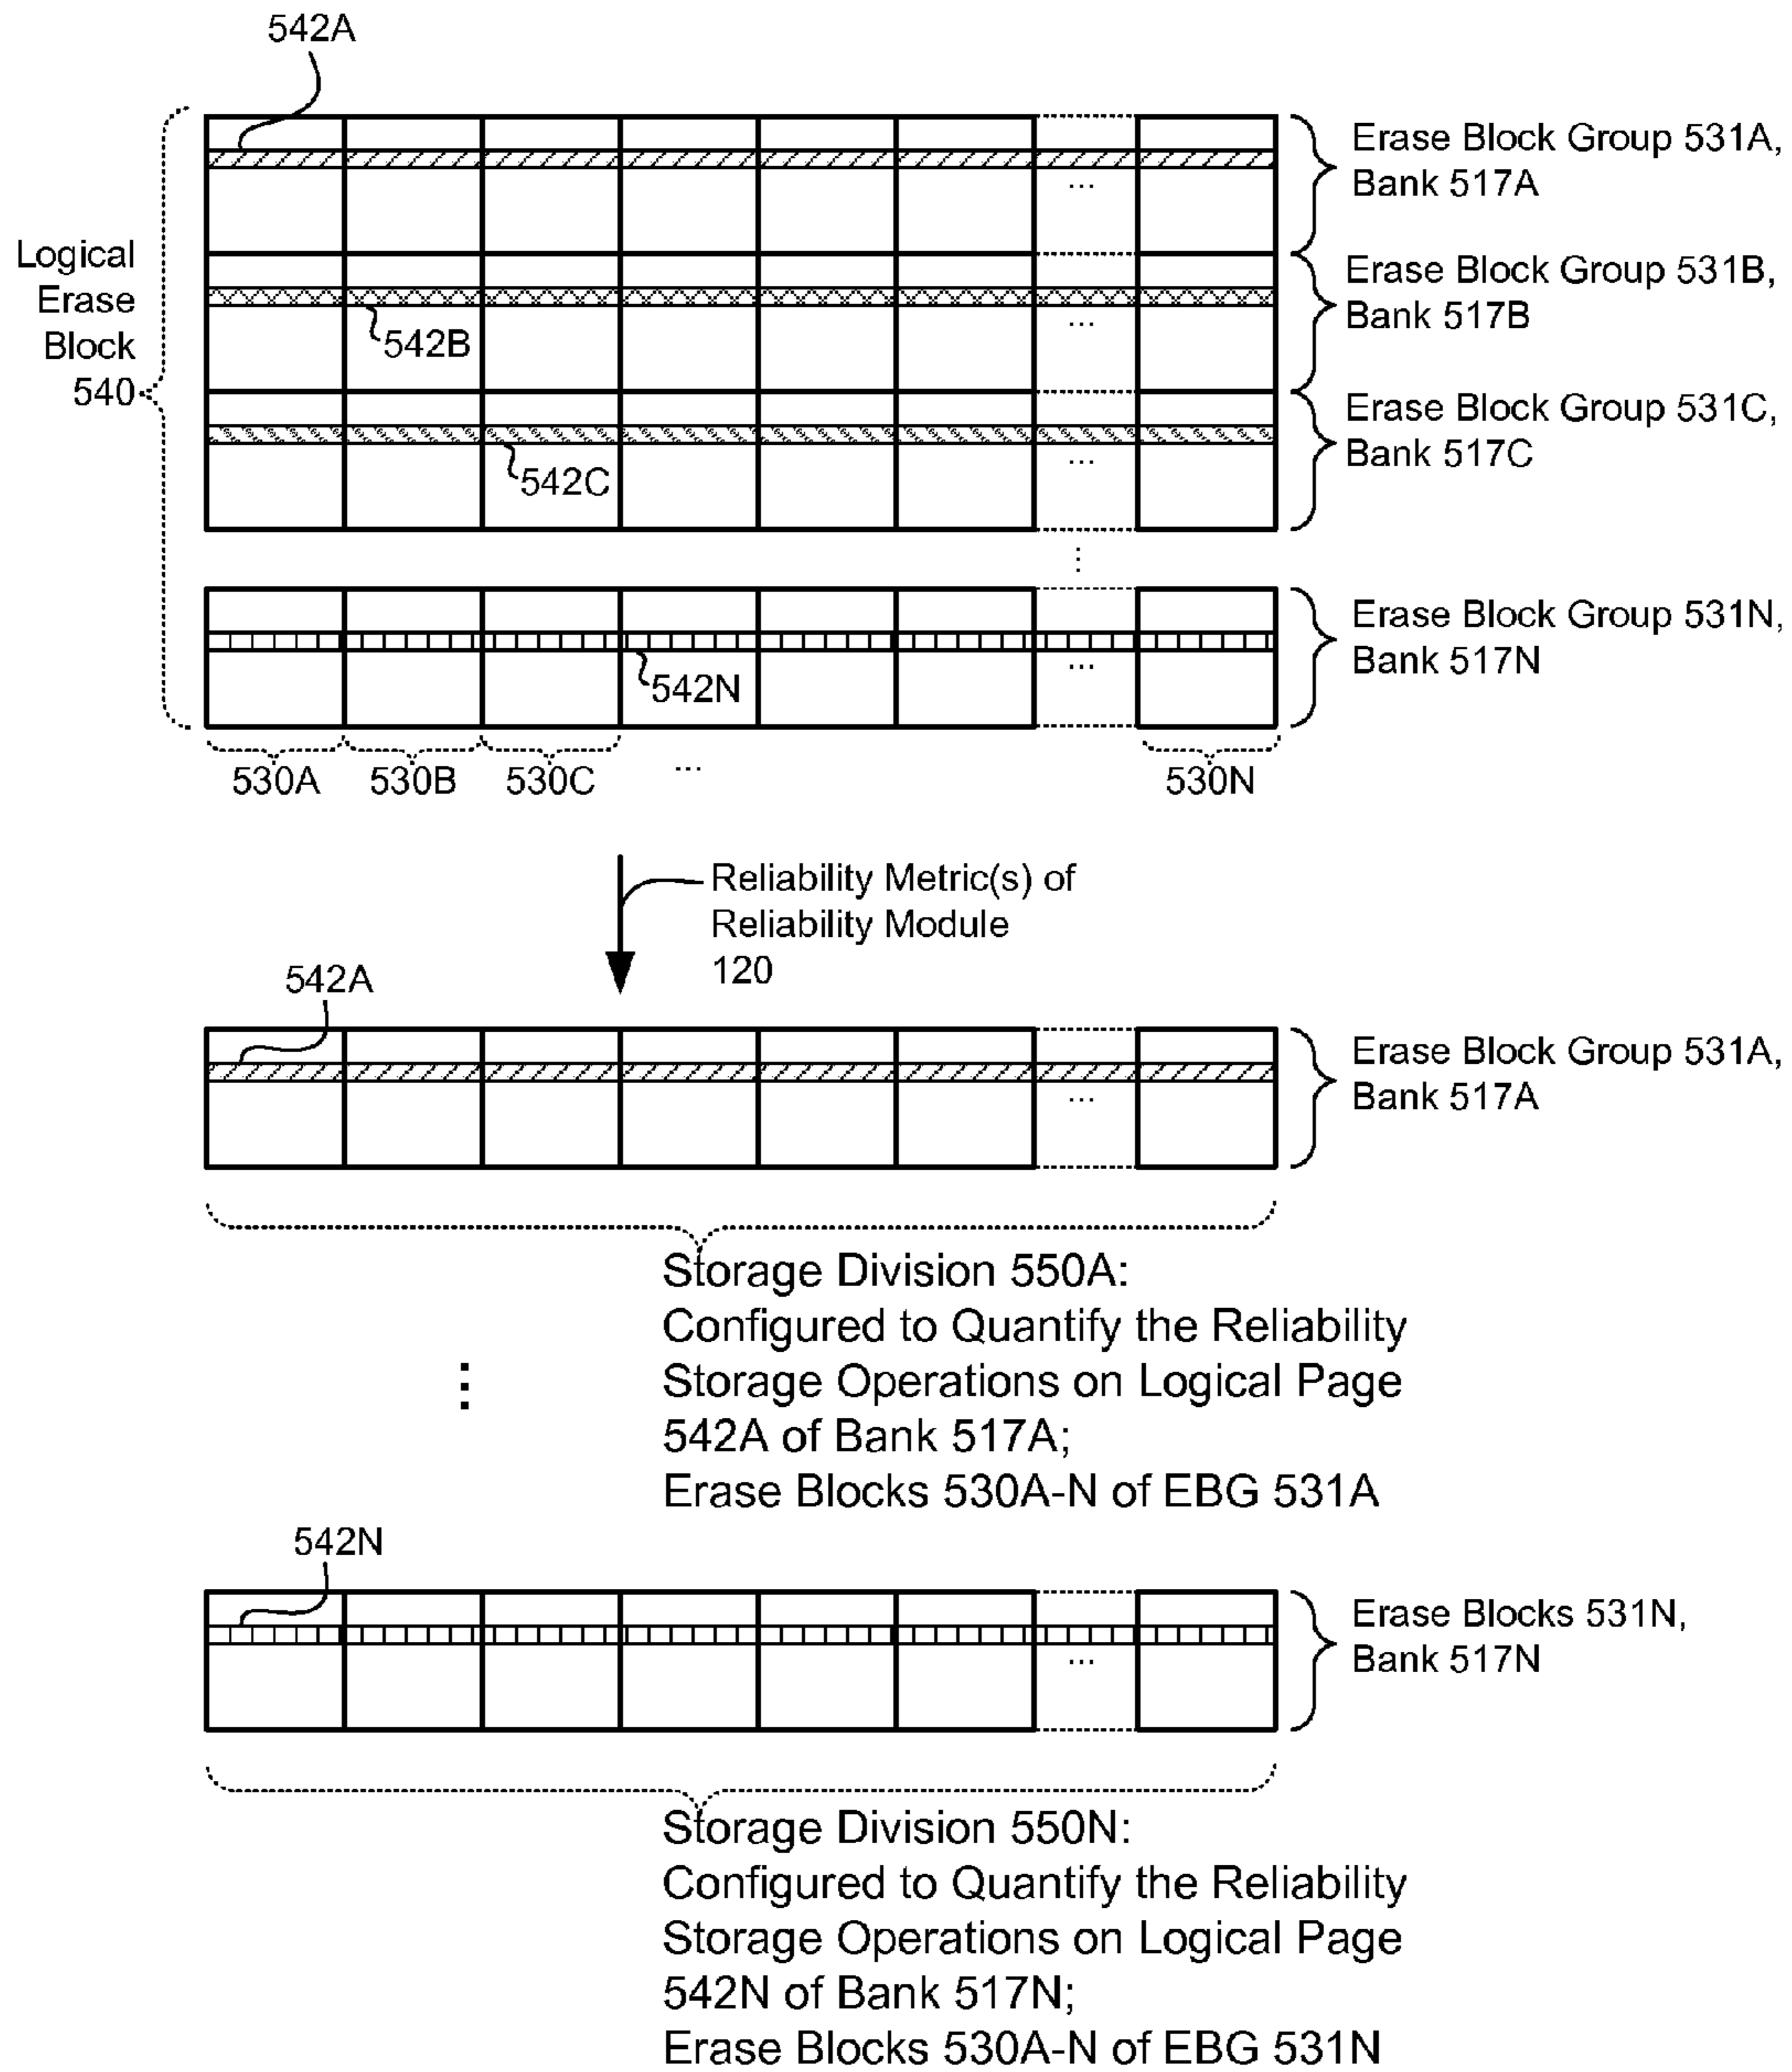 542A
Erase Block Group 531A,
Bank 517A
Logical
Erase
Block
540
Erase Block Group 531B,
Bank 517B
542B
Erase Block Group 531C,
Bank 517C
542C
...
...
...
...
Erase Block Group 531N,
Bank 517N
542N
...
530A
530B
530C
...
530N
Reliability Metric(s) of
Reliability Module
120
542A
Erase Block Group 531A,
Bank 517A
...
Storage Division 550A:
Configured to Quantify the Reliability
Storage Operations on Logical Page
542A of Bank 517A;
Erase Blocks 530A-N of EBG 531A
...
542N
Erase Blocks 531N,
Bank 517N
...
Storage Division 550N:
Configured to Quantify the Reliability
Storage Operations on Logical Page
542N of Bank 517N;
Erase Blocks 530A-N of EBG 531N